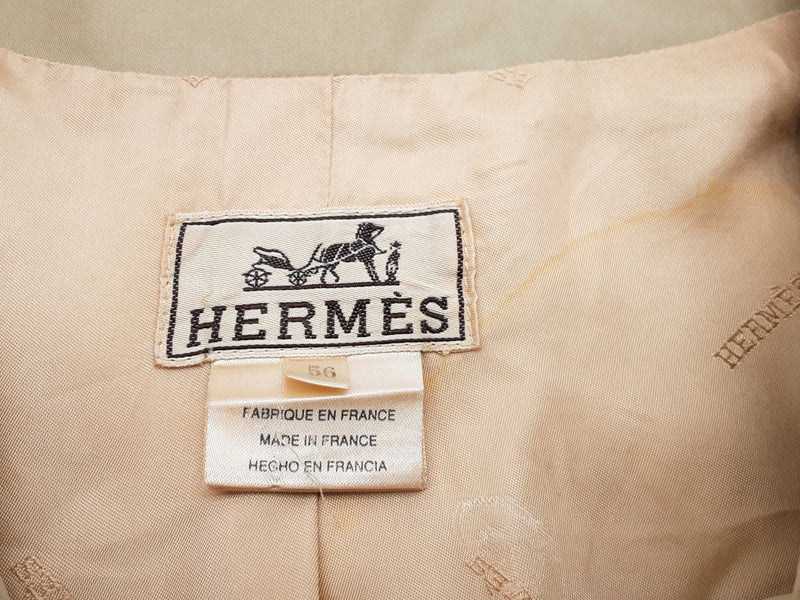 HERMÈS
56
FABRIQUE EN FRANCE
MADE IN FRANCE
HECHO EN FRANCIA
HERMÈS